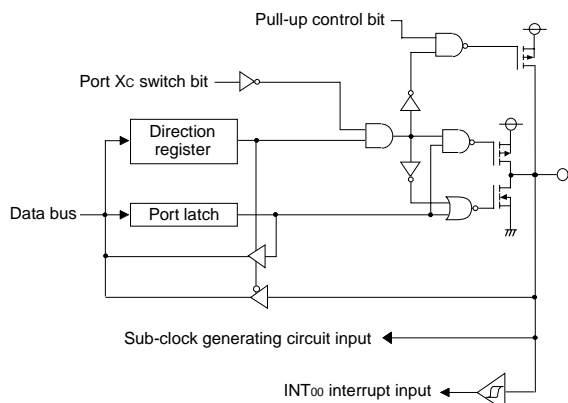 Pull-up control bit
Port XC switch bit
Direction
register
Data bus
Port latch
Sub-clock generating circuit input
INT00 interrupt input